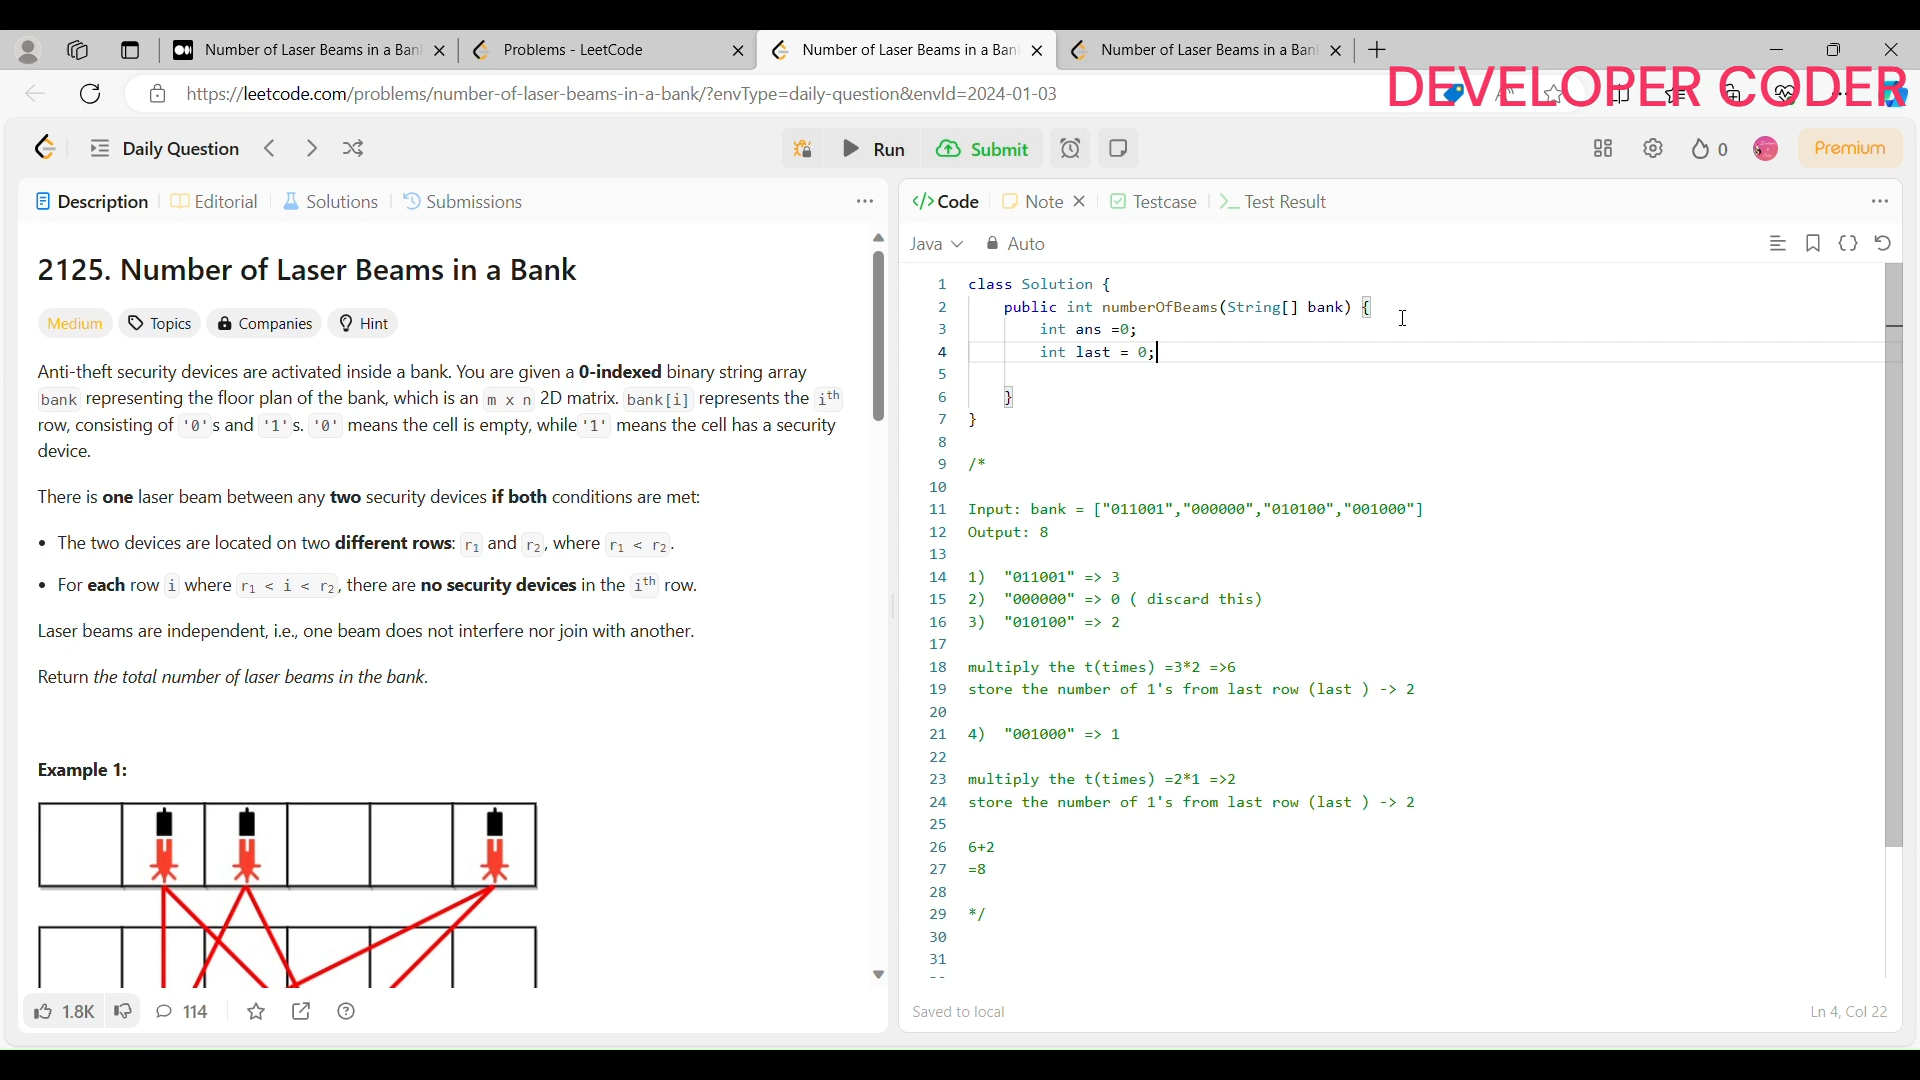 Number of Laser Beams in a Ban
Problems - LeetCode
Number of Laser Beams in a Ban
Number of Laser Beams in a Ban
https://leetcode.com/problems/number-of-laser-beams-in-a-bank/?envType=daily-question&envId=2024-01-03
DEVELOPER CODER
Daily Question
Run
Submit
0
Premium
Description
Editorial
Solutions
Submissions
2125. Number of Laser Beams in a Bank
Medium
Topics
Companies
Hint
Anti-theft security devices are activated inside a bank. You are given a 0-indexed binary string array
bank representing the floor plan of the bank, which is an m x n 2D matrix. bank[i] represents the ith
row, consisting of '0's and '1's. '0' means the cell is empty, while '1' means the cell has a security
device.
There is one laser beam between any two security devices if both conditions are met:
• The two devices are located on two different rows: r1 and r2, where r1 < r2.
• For each row i where r1 < i < r2, there are no security devices in the ith row.
Laser beams are independent, i.e., one beam does not interfere nor join with another.
Return the total number of laser beams in the bank.
Example 1:
1.8K
114
</> Code
Note
Testcase
Test Result
Java
Auto
1 class Solution {
2 public int numberOfBeams(String[] bank) {
3 int ans =0;
4 int last = 0;
5
6 }
7 }
8
9 /*
10
11 Input: bank = ["011001","000000","010100","001000"]
12 Output: 8
13
14 1) "011001" => 3
15 2) "000000" => 0 ( discard this)
16 3) "010100" => 2
17
18 multiply the t(times) =3*2 =>6
19 store the number of 1's from last row (last ) -> 2
20
21 4) "001000" => 1
22
23 multiply the t(times) =2*1 =>2
24 store the number of 1's from last row (last ) -> 2
25
26 6+2
27 =8
28
29 */
30
31
Saved to local
Ln 4, Col 22